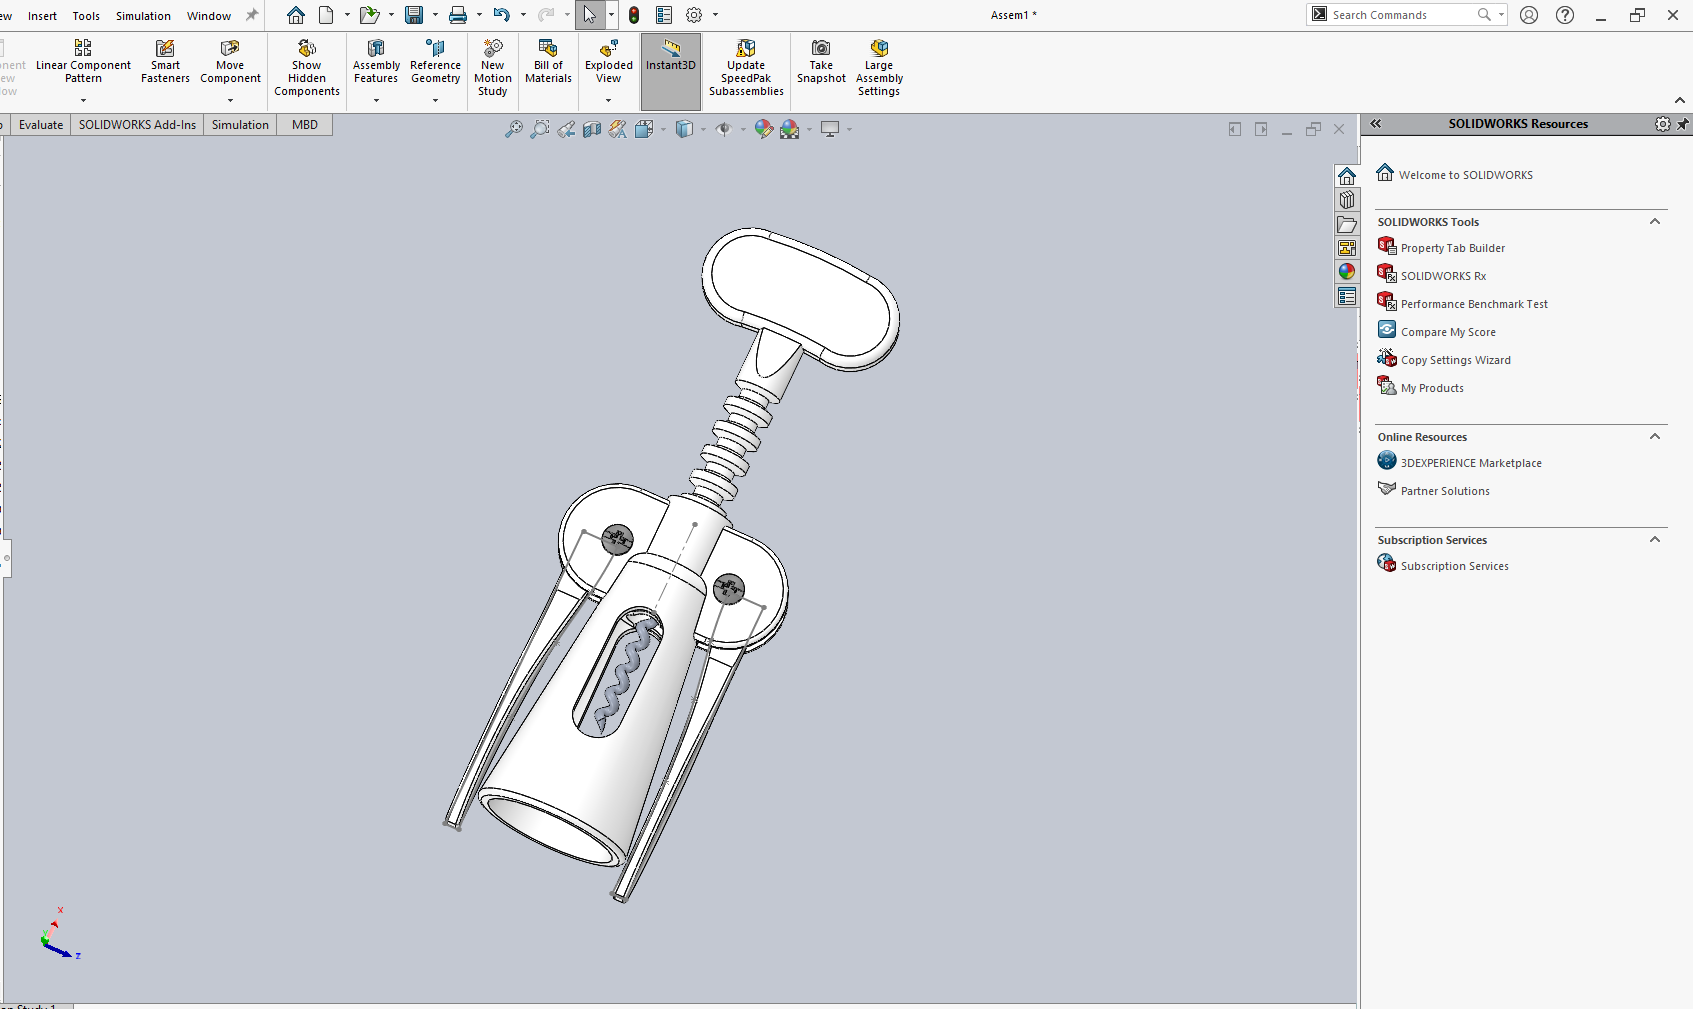 ew Insert Tools Simulation Window
Assem1 *
Search Commands
nent
ew
ow
Linear Component
Pattern
Smart
Fasteners
Move
Component
Show
Hidden
Components
Assembly
Features
Reference
Geometry
New
Motion
Study
Bill of
Materials
Exploded
View
Instant3D
Update
SpeedPak
Subassemblies
Take
Snapshot
Large
Assembly
Settings
Evaluate SOLIDWORKS Add-Ins Simulation MBD
SOLIDWORKS Resources
Welcome to SOLIDWORKS
SOLIDWORKS Tools
Property Tab Builder
SOLIDWORKS Rx
Performance Benchmark Test
Compare My Score
Copy Settings Wizard
My Products
Online Resources
3DEXPERIENCE Marketplace
Partner Solutions
Subscription Services
Subscription Services
X
Y
Z